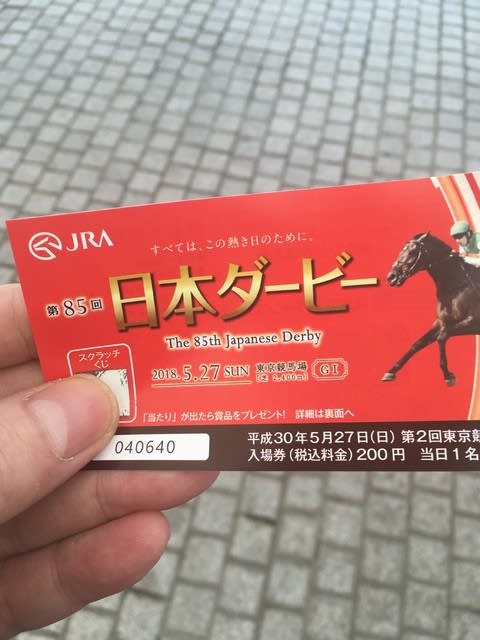 JRA
すべては、この熱き日のために。
第85回 日本ダービー
The 85th Japanese Derby
スクラッチ
くじ
2018.5.27 SUN 東京競馬場 GⅠ
芝 2,400m
「当たり」が出たら賞品をプレゼント! 詳細は裏面へ
040640
平成30年5月27日(日) 第2回東京競
入場券(税込料金)200円 当日1名